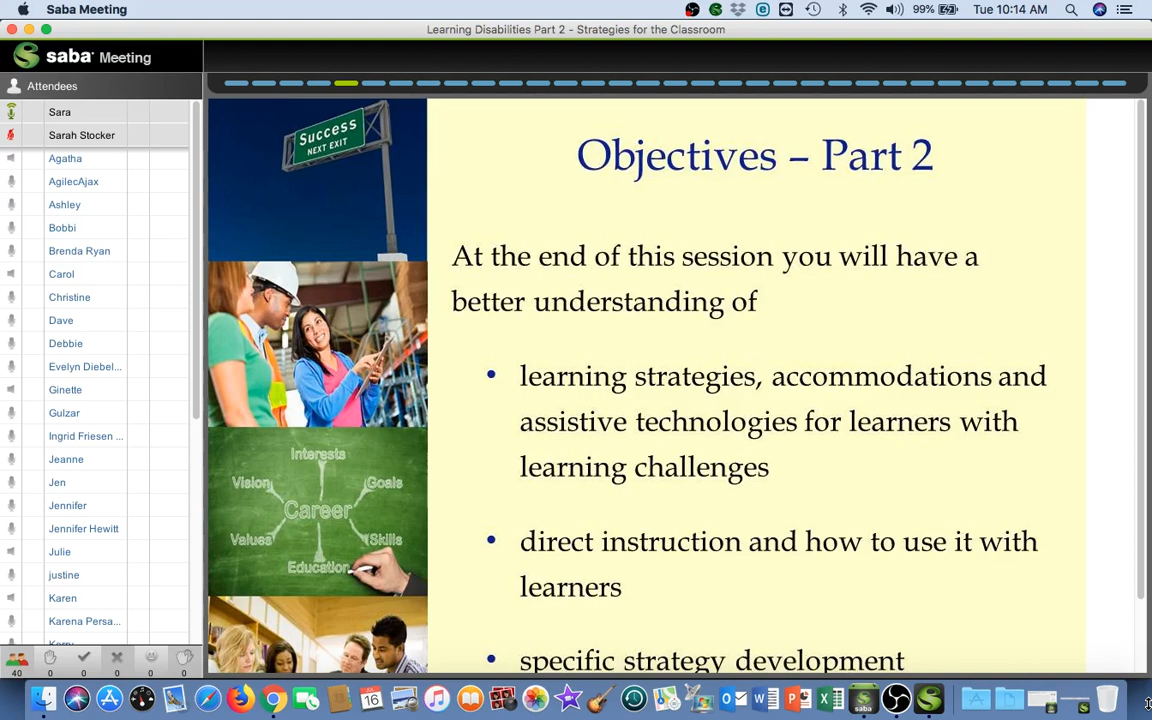 Saba Meeting
99%
Tue 10:14 AM
Learning Disabilities Part 2 - Strategies for the Classroom
saba Meeting
Attendees
Sara
Sarah Stocker
Agatha
AgilecAjax
Ashley
Bobbi
Brenda Ryan
Carol
Christine
Dave
Debbie
Evelyn Diebel...
Ginette
Gulzar
Ingrid Friesen ...
Jeanne
Jen
Jennifer
Jennifer Hewitt
Julie
justine
Karen
Karena Persa...
40
0
0
0
0
0
Success
NEXT EXIT
Interests
Vision
Goals
Career
Values
Skills
Education
Objectives – Part 2
At the end of this session you will have a
better understanding of
• learning strategies, accommodations and
assistive technologies for learners with
learning challenges
• direct instruction and how to use it with
learners
• specific strategy development
16
saba